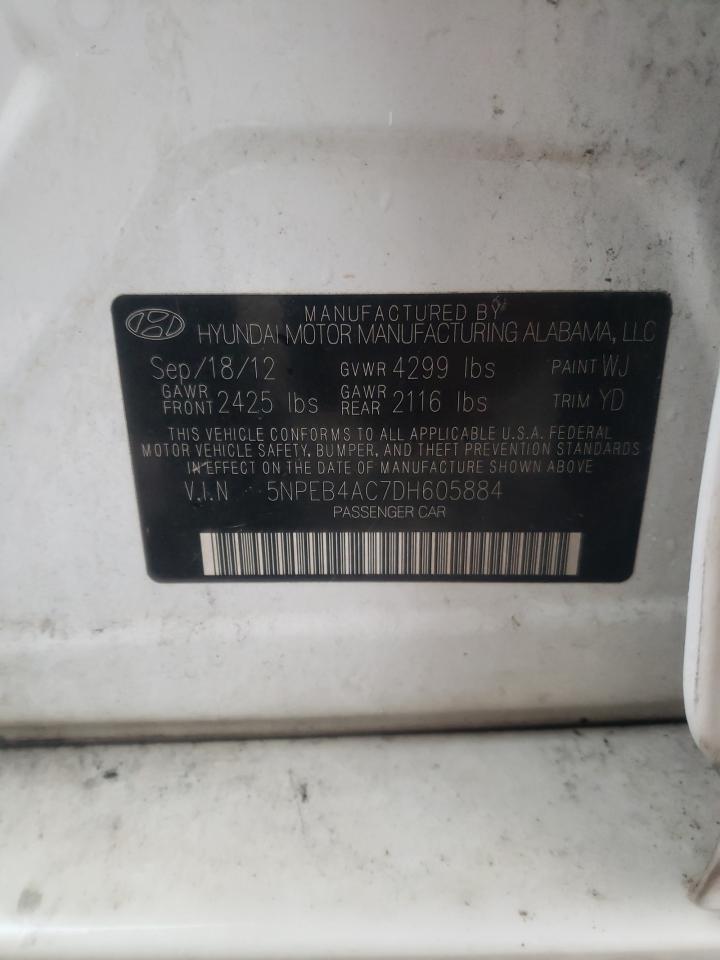 MANUFACTURED BY
HYUNDAI MOTOR MANUFACTURING ALABAMA, LLC
Sep/18/12 GVWR 4299 lbs PAINT WJ
GAWR FRONT 2425 lbs GAWR REAR 2116 lbs TRIM YD
THIS VEHICLE CONFORMS TO ALL APPLICABLE U.S.A. FEDERAL
MOTOR VEHICLE SAFETY, BUMPER, AND THEFT PREVENTION STANDARDS
IN EFFECT ON THE DATE OF MANUFACTURE SHOWN ABOVE
V.I.N 5NPEB4AC7DH605884
PASSENGER CAR